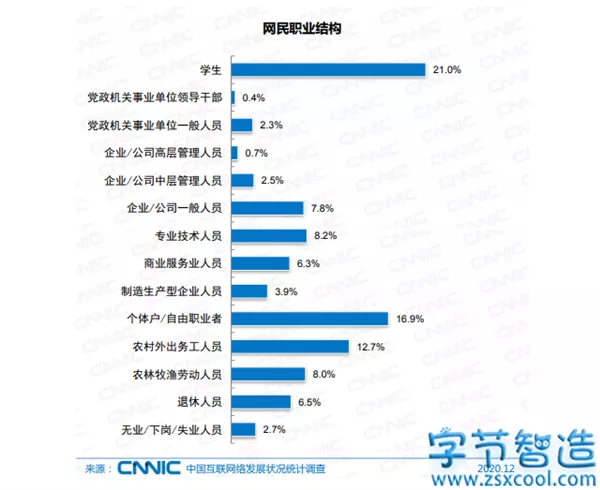 网民职业结构
学生 21.0%
党政机关事业单位领导干部 0.4%
党政机关事业单位一般人员 2.3%
企业/公司高层管理人员 0.7%
企业/公司中层管理人员 2.5%
企业/公司一般人员 7.8%
专业技术人员 8.2%
商业服务业人员 6.3%
制造生产型企业人员 3.9%
个体户/自由职业者 16.9%
农村外出务工人员 12.7%
农林牧渔劳动人员 8.0%
退休人员 6.5%
无业/下岗/失业人员 2.7%
来源：CNNIC 中国互联网络发展状况统计调查 2020.12
字节智造
www.zsxcool.com